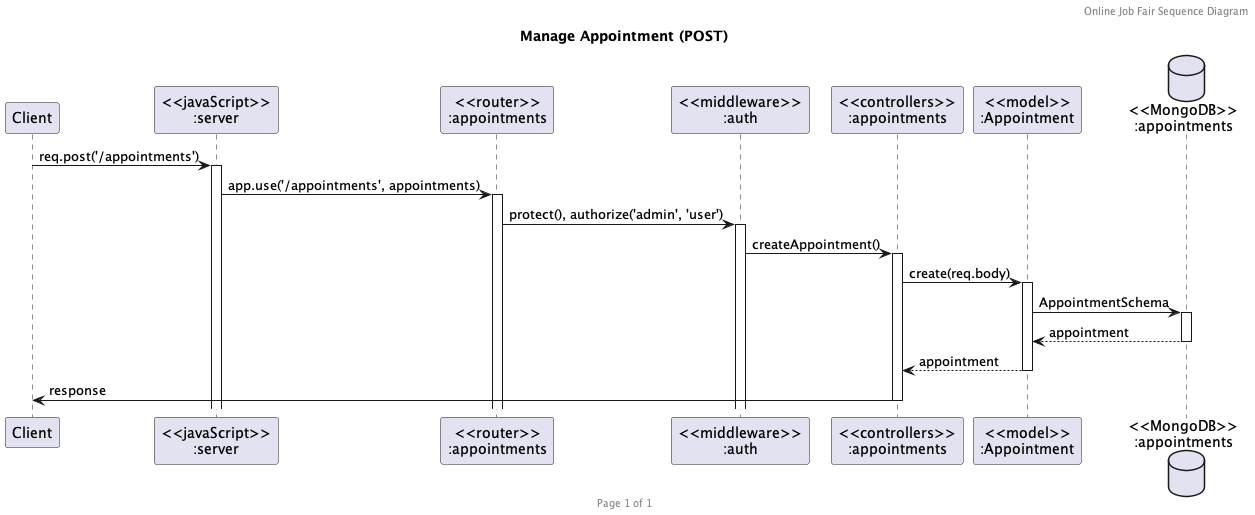 Online Job Fair Sequence Diagram
Manage Appointment (POST)
Client
<<javaScript>>
:server
<<router>>
:appointments
<<middleware>>
:auth
<<controllers>>
:appointments
<<model>>
:Appointment
<<MongoDB>>
:appointments
req.post('/appointments')
app.use('/appointments', appointments)
protect(), authorize('admin', 'user')
createAppointment()
create(req.body)
AppointmentSchema
appointment
appointment
response
Client
<<javaScript>>
:server
<<router>>
:appointments
<<middleware>>
:auth
<<controllers>>
:appointments
<<model>>
:Appointment
<<MongoDB>>
:appointments
Page 1 of 1